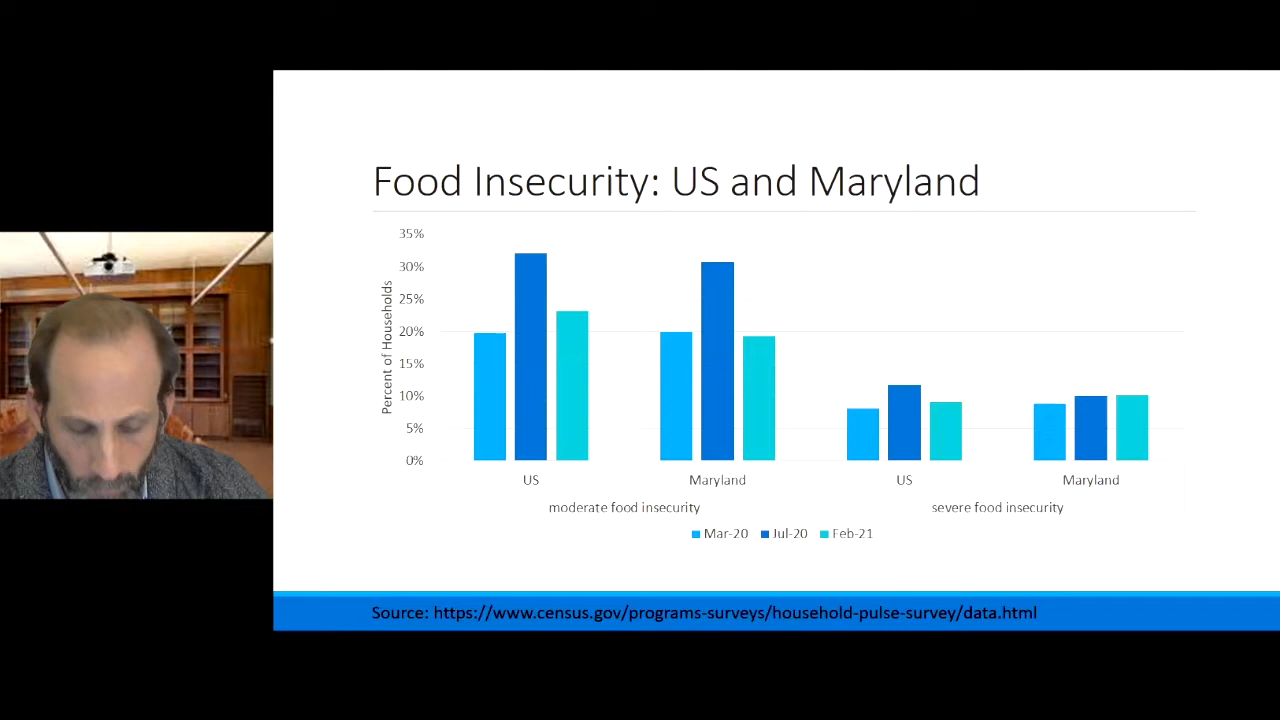 Food Insecurity: US and Maryland
35%
30%
25%
20%
15%
10%
5%
0%
Percent of Households
US
Maryland
US
Maryland
moderate food insecurity
severe food insecurity
Mar-20 Jul-20 Feb-21
Source: https://www.census.gov/programs-surveys/household-pulse-survey/data.html